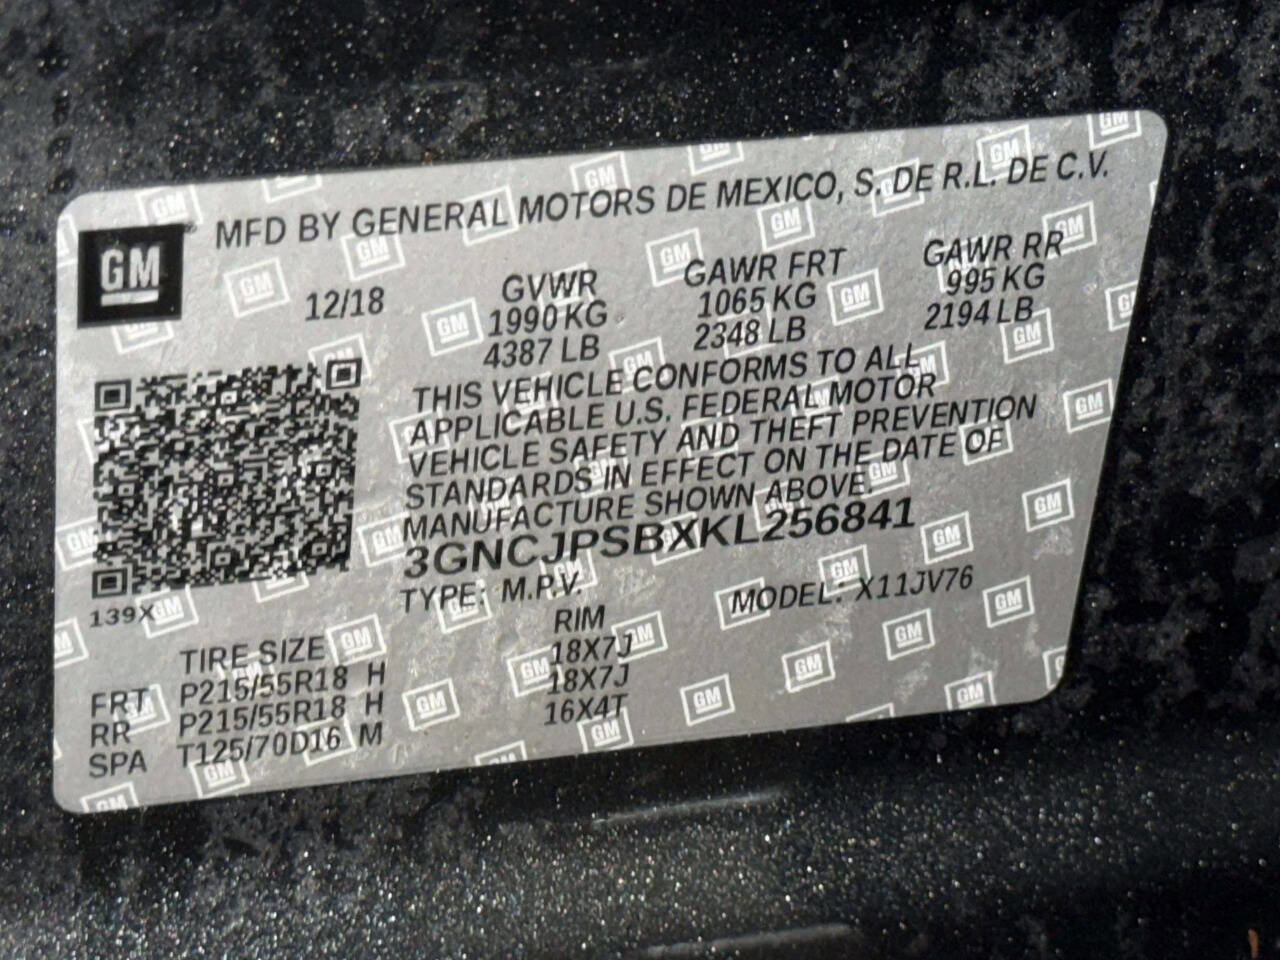 MFD BY GENERAL MOTORS DE MEXICO, S. DE R.L. DE C.V.
GM
12/18
GVWR GAWR FRT GAWR RR
1990 KG 1065 KG 995 KG
4387 LB 2348 LB 2194 LB
THIS VEHICLE CONFORMS TO ALL
APPLICABLE U.S. FEDERAL MOTOR
VEHICLE SAFETY AND THEFT PREVENTION
STANDARDS IN EFFECT ON THE DATE OF
MANUFACTURE SHOWN ABOVE.
3GNCJPSBXKL256841
TYPE: M.P.V. MODEL: X11JV76
139X
TIRE SIZE RIM
FRT P215/55R18 H 18X7J
RR P215/55R18 H 18X7J
SPA T125/70D16 M 16X4T